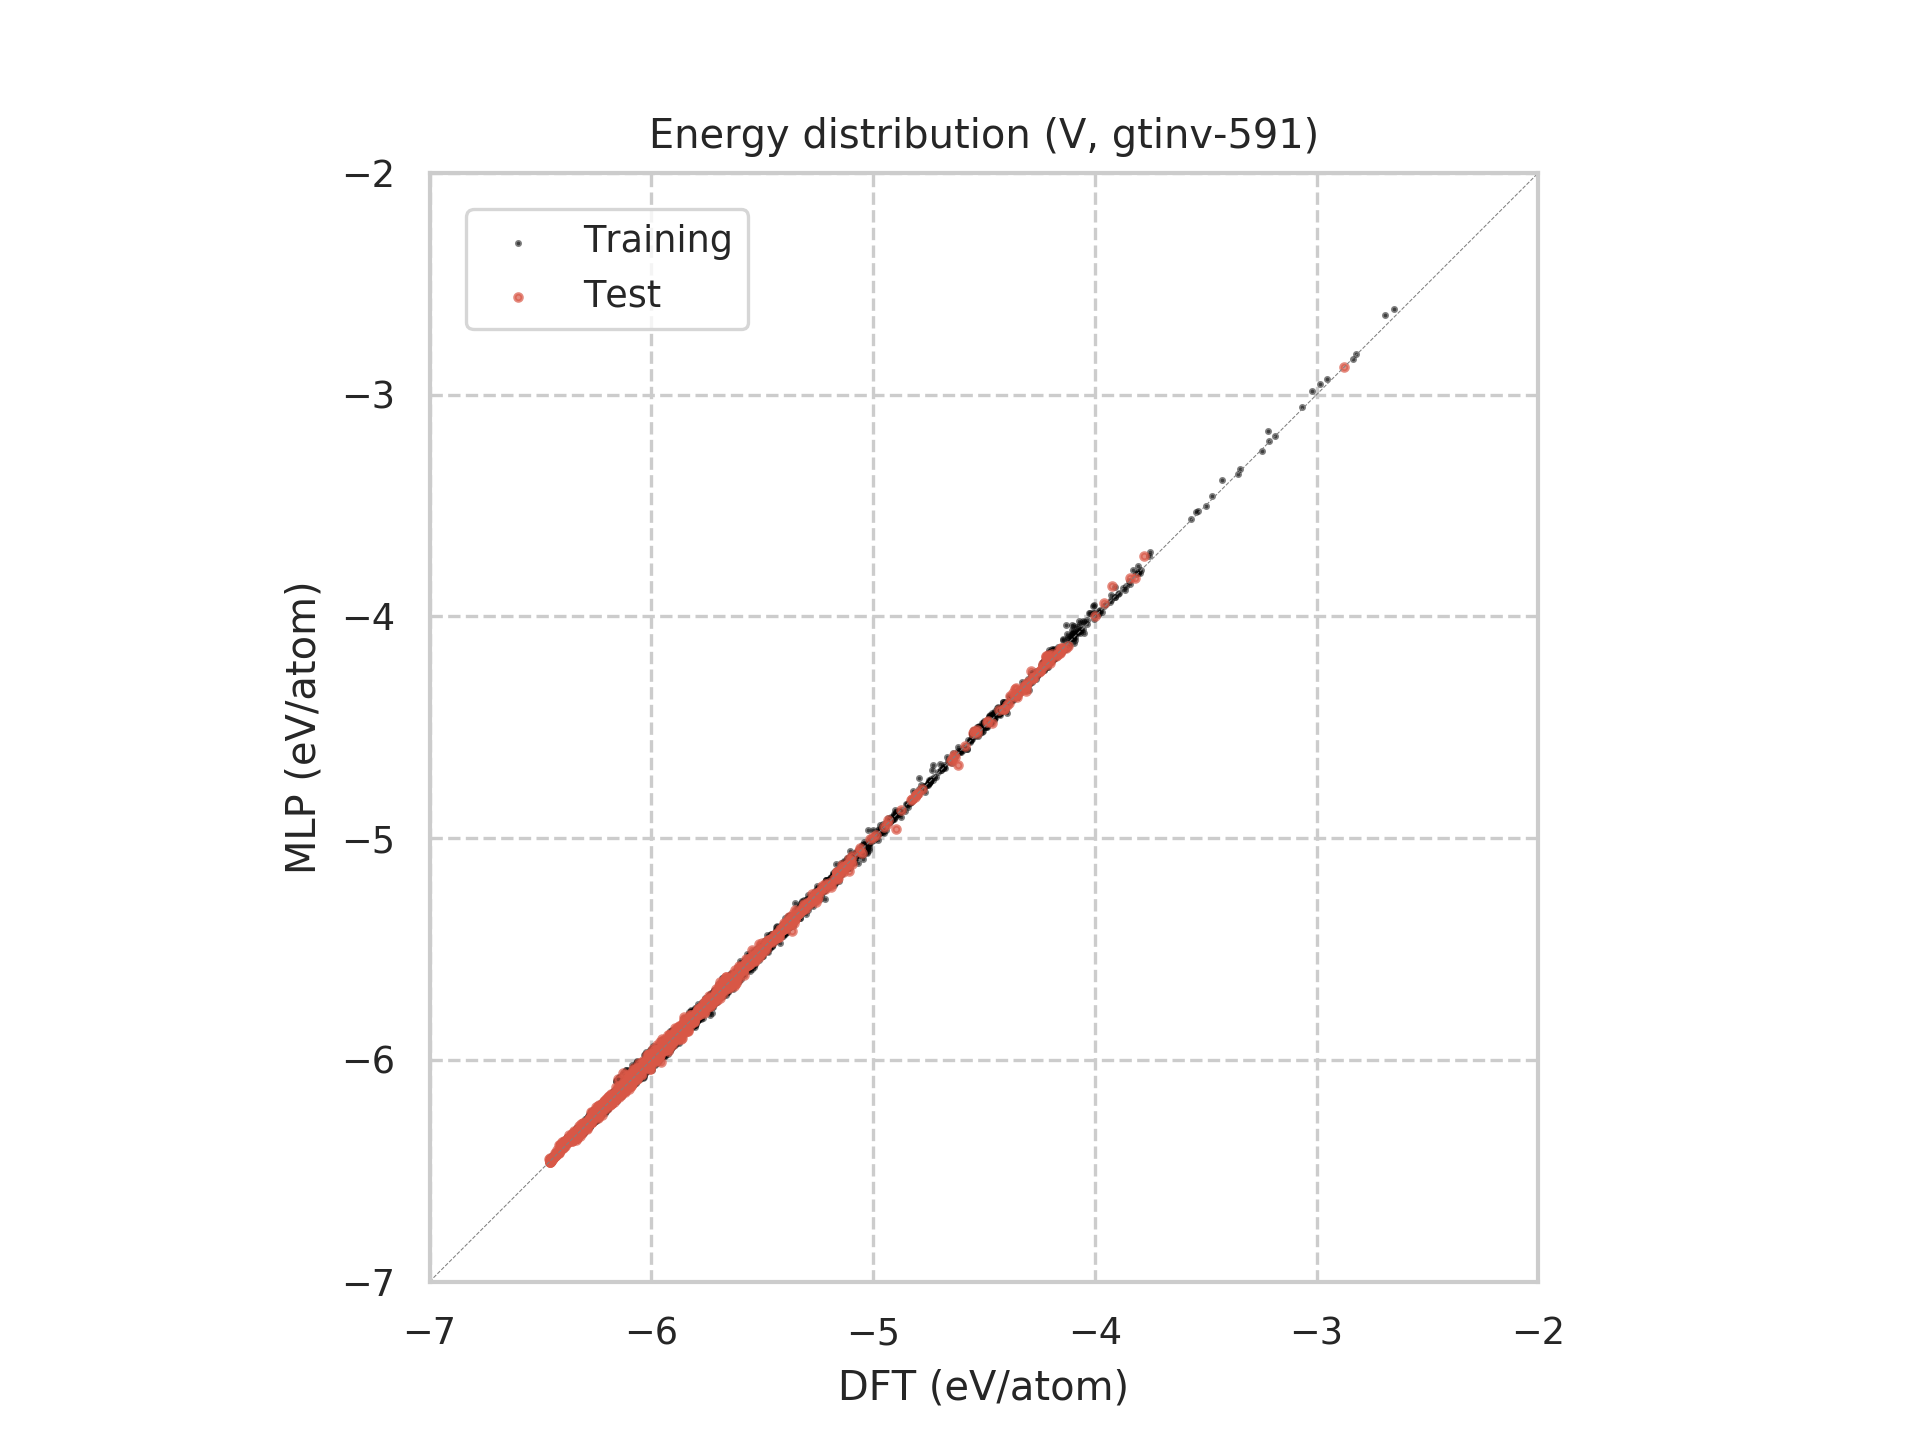 Energy distribution (V, gtinv-591)
Training
Test
MLP (eV/atom)
−2
−3
−4
−5
−6
−7
−7 −6 −5 −4 −3 −2
DFT (eV/atom)